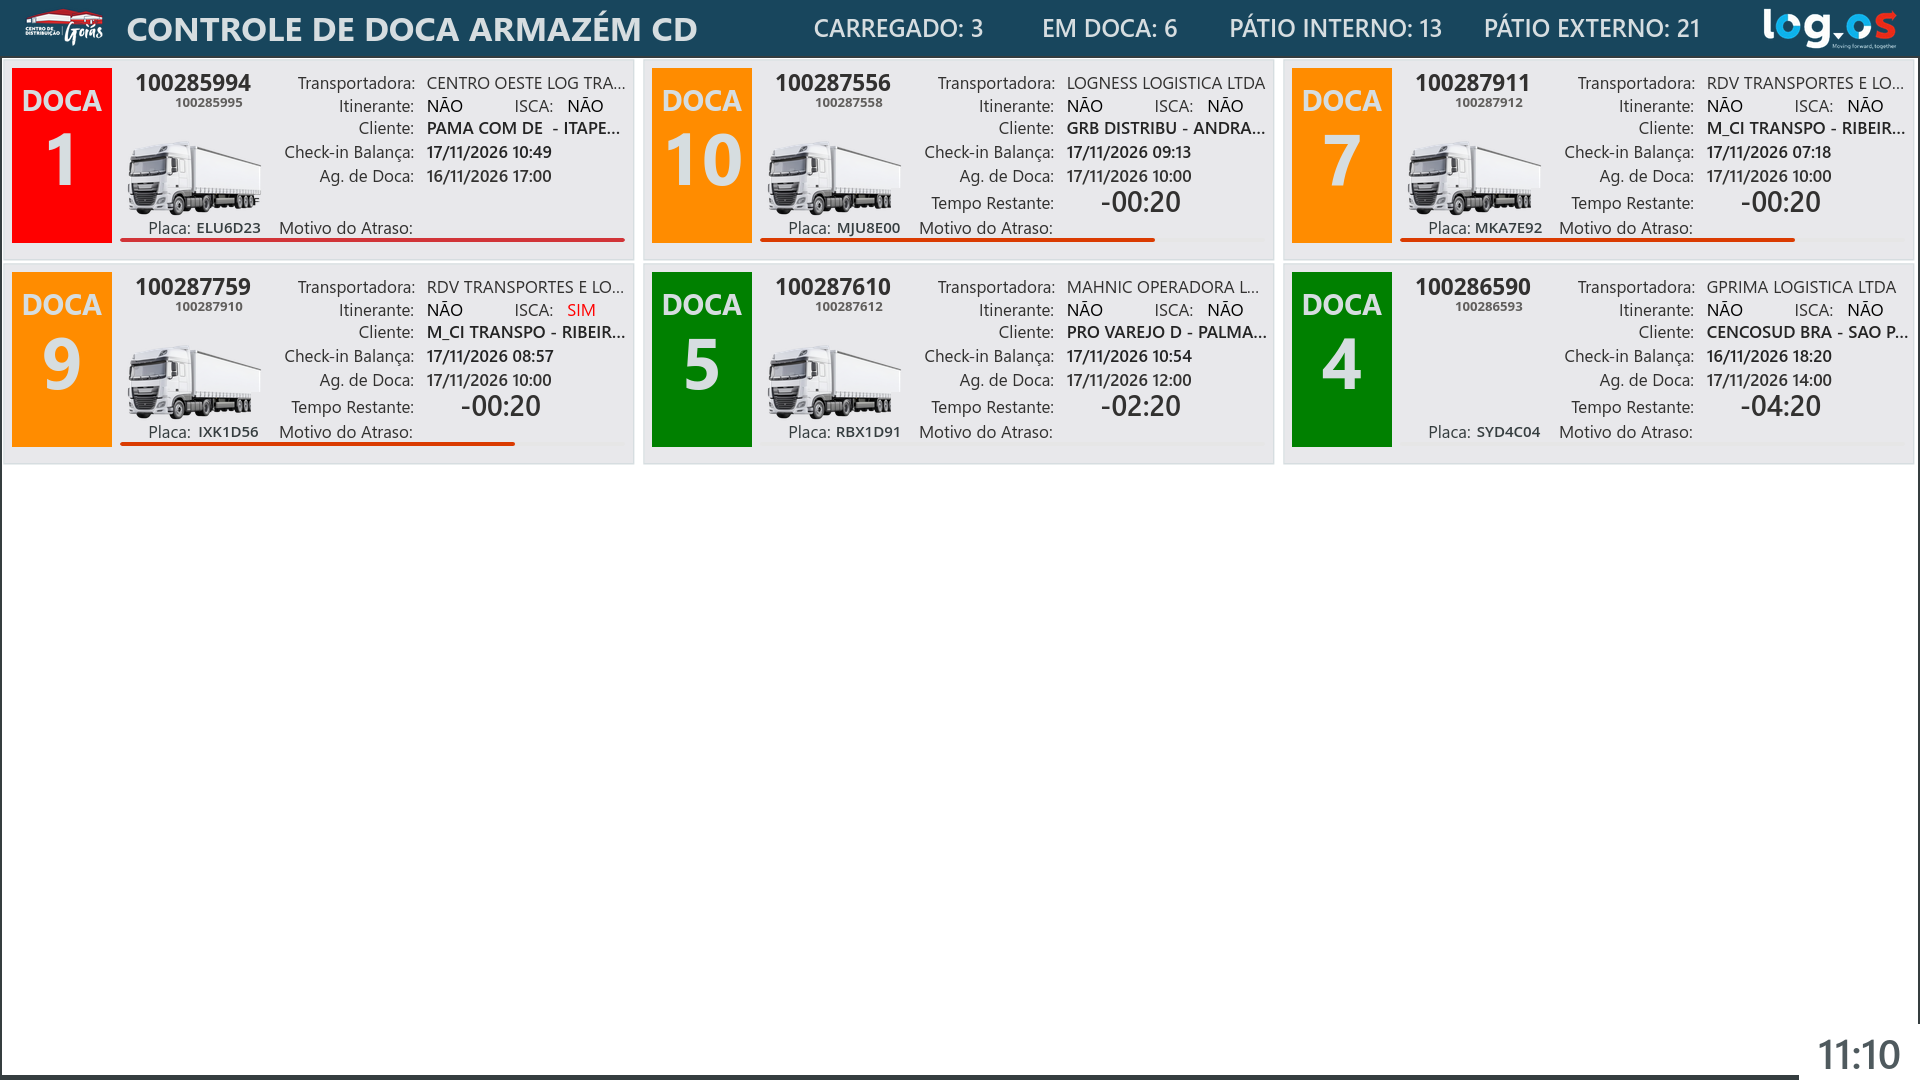 CENTRO DE DISTRIBUIÇÃO Goiás
CONTROLE DE DOCA ARMAZÉM CD
CARREGADO: 3
EM DOCA: 6
PÁTIO INTERNO: 13
PÁTIO EXTERNO: 21
log.os
Moving forward, together
DOCA
1
100285994
100285995
Transportadora: CENTRO OESTE LOG TRA...
Itinerante: NÃO ISCA: NÃO
Cliente: PAMA COM DE - ITAPE...
Check-in Balança: 17/11/2026 10:49
Ag. de Doca: 16/11/2026 17:00
Placa: ELU6D23 Motivo do Atraso:
DOCA
10
100287556
100287558
Transportadora: LOGNESS LOGISTICA LTDA
Itinerante: NÃO ISCA: NÃO
Cliente: GRB DISTRIBU - ANDRA...
Check-in Balança: 17/11/2026 09:13
Ag. de Doca: 17/11/2026 10:00
Tempo Restante: -00:20
Placa: MJU8E00 Motivo do Atraso:
DOCA
7
100287911
100287912
Transportadora: RDV TRANSPORTES E LO...
Itinerante: NÃO ISCA: NÃO
Cliente: M_CI TRANSPO - RIBEIR...
Check-in Balança: 17/11/2026 07:18
Ag. de Doca: 17/11/2026 10:00
Tempo Restante: -00:20
Placa: MKA7E92 Motivo do Atraso:
DOCA
9
100287759
100287910
Transportadora: RDV TRANSPORTES E LO...
Itinerante: NÃO ISCA: SIM
Cliente: M_CI TRANSPO - RIBEIR...
Check-in Balança: 17/11/2026 08:57
Ag. de Doca: 17/11/2026 10:00
Tempo Restante: -00:20
Placa: IXK1D56 Motivo do Atraso:
DOCA
5
100287610
100287612
Transportadora: MAHNIC OPERADORA L...
Itinerante: NÃO ISCA: NÃO
Cliente: PRO VAREJO D - PALMA...
Check-in Balança: 17/11/2026 10:54
Ag. de Doca: 17/11/2026 12:00
Tempo Restante: -02:20
Placa: RBX1D91 Motivo do Atraso:
DOCA
4
100286590
100286593
Transportadora: GPRIMA LOGISTICA LTDA
Itinerante: NÃO ISCA: NÃO
Cliente: CENCOSUD BRA - SAO P...
Check-in Balança: 16/11/2026 18:20
Ag. de Doca: 17/11/2026 14:00
Tempo Restante: -04:20
Placa: SYD4C04 Motivo do Atraso:
11:10